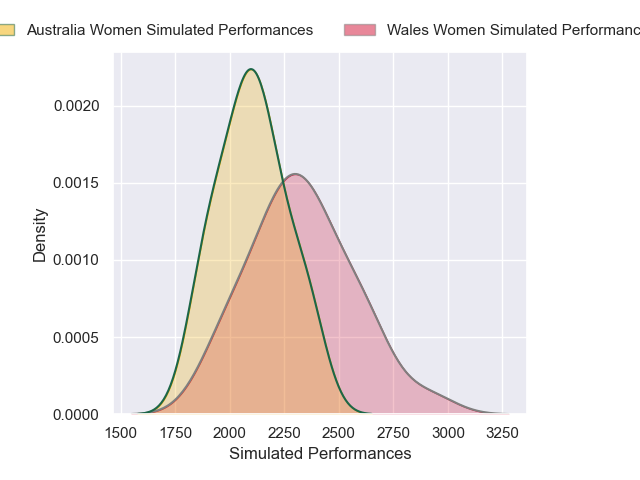 Australia Women Simulated Performances Wales Women Simulated
0.0020
0.0015
0.0010
0.0005
0.0000
Density
1500 1750 2000 2250 2500 2750 3000 3250
Simulated Performances